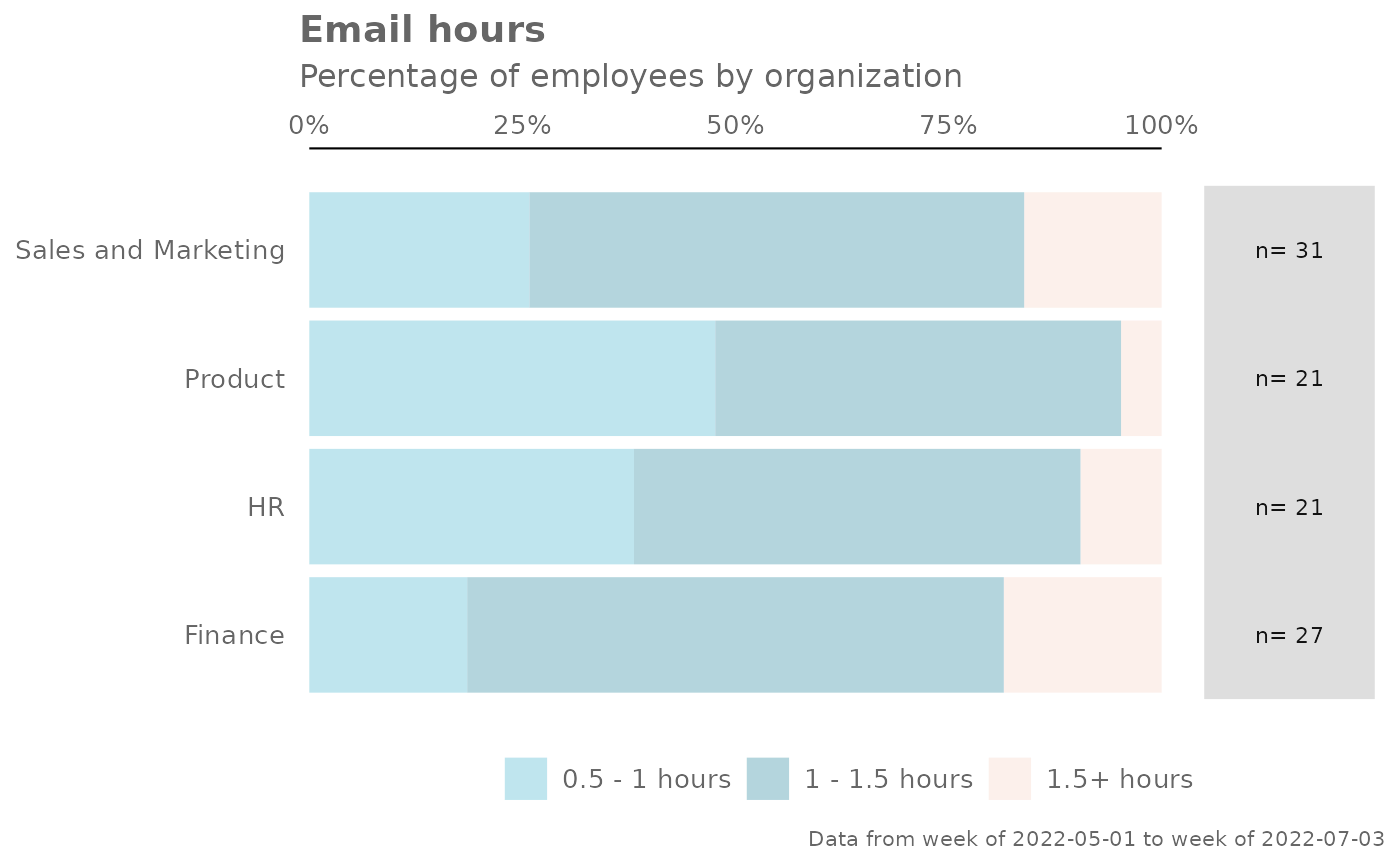 Email hours
Percentage of employees by organization
0% 25% 50% 75% 100%
Sales and Marketing n= 31
Product n= 21
HR n= 21
Finance n= 27
0.5 - 1 hours 1 - 1.5 hours 1.5+ hours
Data from week of 2022-05-01 to week of 2022-07-03